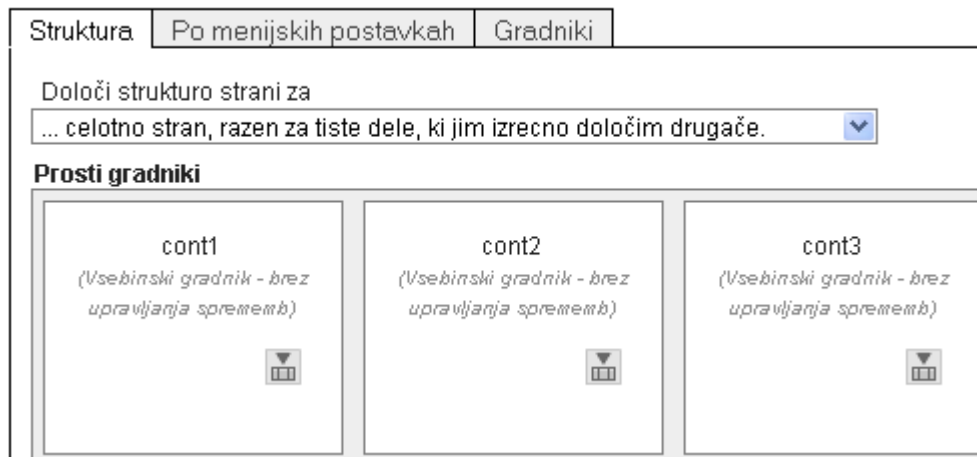 Struktura Po menijskih postavkah Gradniki
Določi strukturo strani za
... celotno stran, razen za tiste dele, ki jim izrecno določim drugače.
Prosti gradniki
cont1 cont2 cont3
(Vsebinski gradnik - brez (Vsebinski gradnik - brez (Vsebinski gradnik - brez
upravljanja sprememb) upravljanja sprememb) upravljanja sprememb)